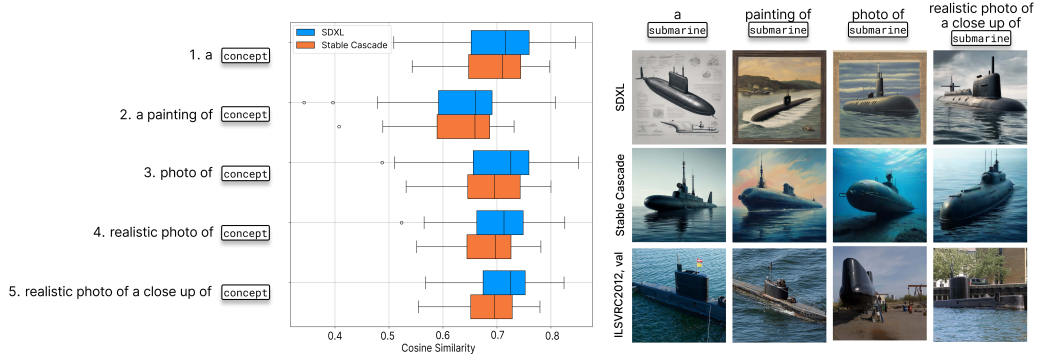 SDXL
Stable Cascade
1. a concept
2. a painting of concept
3. photo of concept
4. realistic photo of concept
5. realistic photo of a close up of concept
0.4 0.5 0.6 0.7 0.8
Cosine Similarity
a
submarine
painting of
submarine
photo of
submarine
realistic photo of
a close up of
submarine
SDXL
Stable Cascade
ILSVRC2012, val